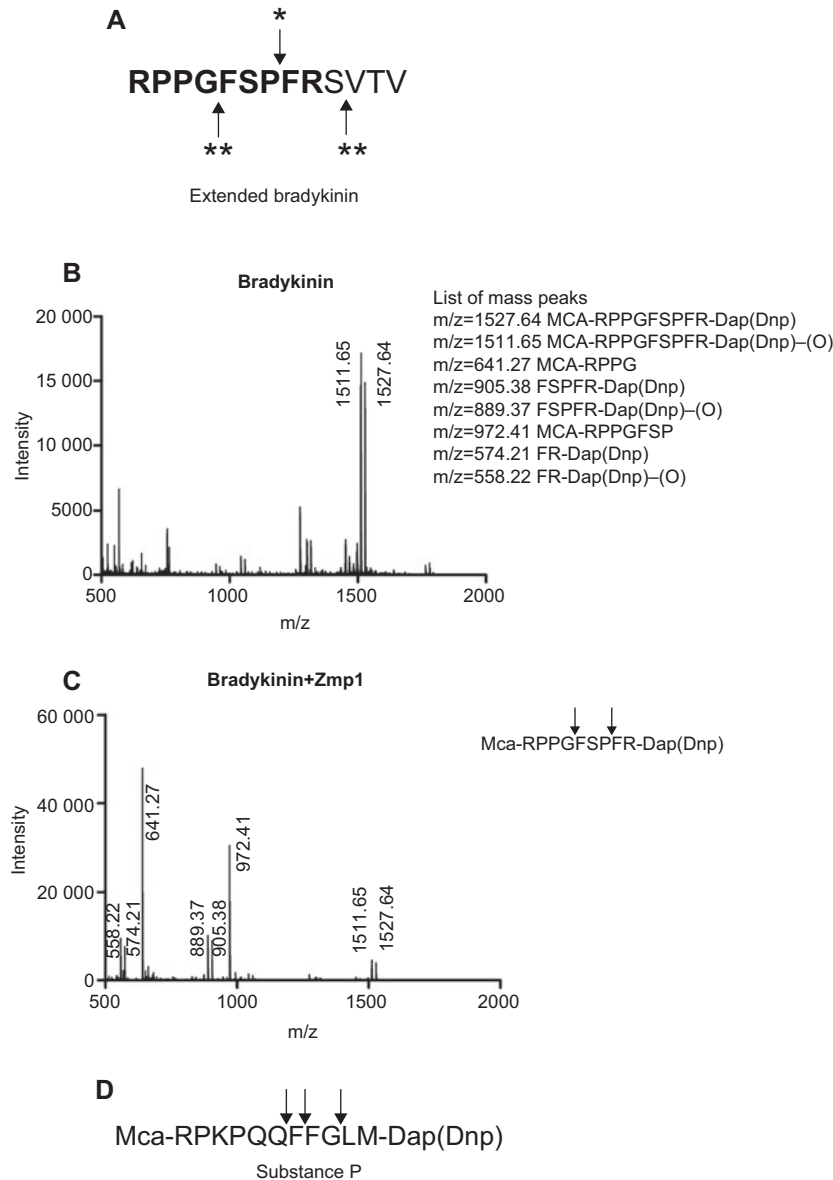 A
*
RPPGFSPFRSVTV
** **
Extended bradykinin
B
Bradykinin
20 000
15 000
10 000
5000
0
Intensity
500 1000 1500 2000
m/z
1511.65
1527.64
List of mass peaks
m/z=1527.64 MCA-RPPGFSPFR-Dap(Dnp)
m/z=1511.65 MCA-RPPGFSPFR-Dap(Dnp)–(O)
m/z=641.27 MCA-RPPG
m/z=905.38 FSPFR-Dap(Dnp)
m/z=889.37 FSPFR-Dap(Dnp)–(O)
m/z=972.41 MCA-RPPGFSP
m/z=574.21 FR-Dap(Dnp)
m/z=558.22 FR-Dap(Dnp)–(O)
C
Bradykinin+Zmp1
60 000
40 000
20 000
0
Intensity
500 1000 1500 2000
m/z
558.22
574.21
641.27
889.37
905.38
972.41
1511.65
1527.64
Mca-RPPGFSPFR-Dap(Dnp)
D
Mca-RPKPQQFFGLM-Dap(Dnp)
Substance P